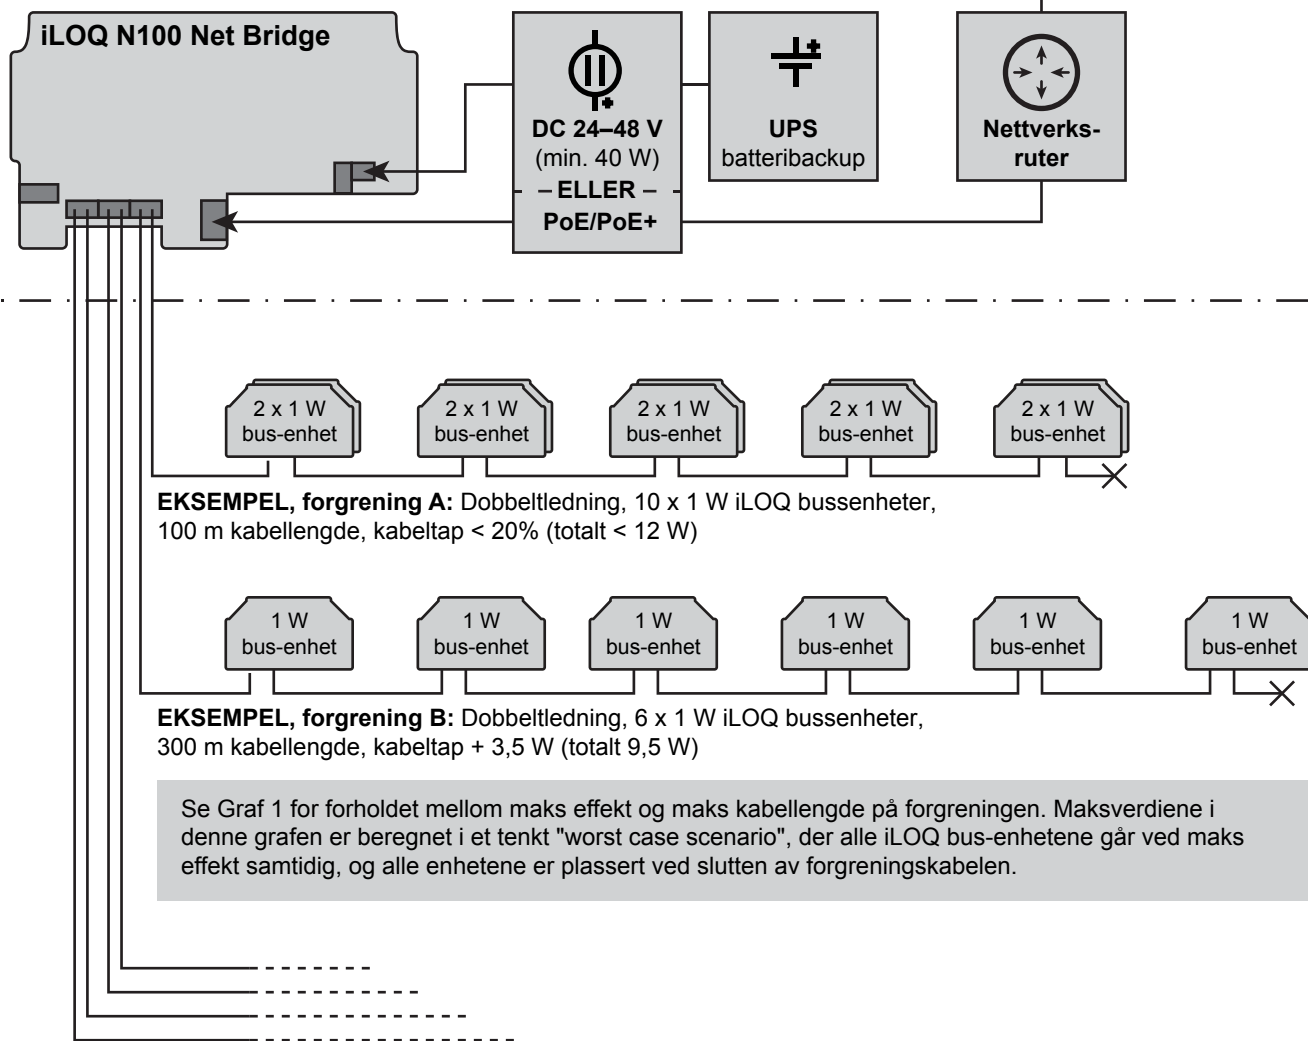 iLOQ N100 Net Bridge
DC 24–48 V
(min. 40 W)
– ELLER –
PoE/PoE+
UPS
batteribackup
Nettverks-
ruter
2 x 1 W
bus-enhet
2 x 1 W
bus-enhet
2 x 1 W
bus-enhet
2 x 1 W
bus-enhet
2 x 1 W
bus-enhet
EKSEMPEL, forgrening A: Dobbeltledning, 10 x 1 W iLOQ bussenheter,
100 m kabellengde, kabeltap < 20% (totalt < 12 W)
1 W
bus-enhet
1 W
bus-enhet
1 W
bus-enhet
1 W
bus-enhet
1 W
bus-enhet
1 W
bus-enhet
EKSEMPEL, forgrening B: Dobbeltledning, 6 x 1 W iLOQ bussenheter,
300 m kabellengde, kabeltap + 3,5 W (totalt 9,5 W)
Se Graf 1 for forholdet mellom maks effekt og maks kabellengde på forgreningen. Maksverdiene i
denne grafen er beregnet i et tenkt "worst case scenario", der alle iLOQ bus-enhetene går ved maks
effekt samtidig, og alle enhetene er plassert ved slutten av forgreningskabelen.